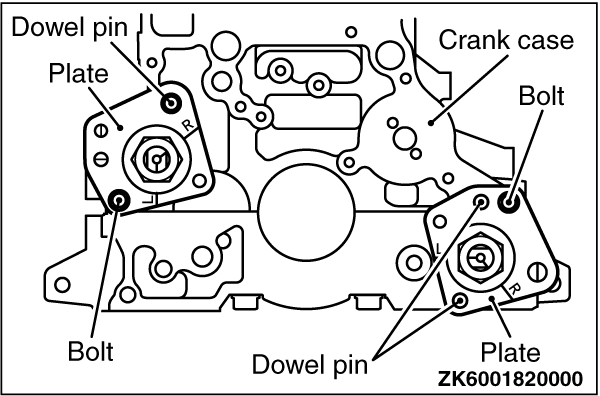 Dowel pin
Plate
Crank case
Bolt
R
L
L
R
Bolt
Dowel pin
Plate
ZK6001820000